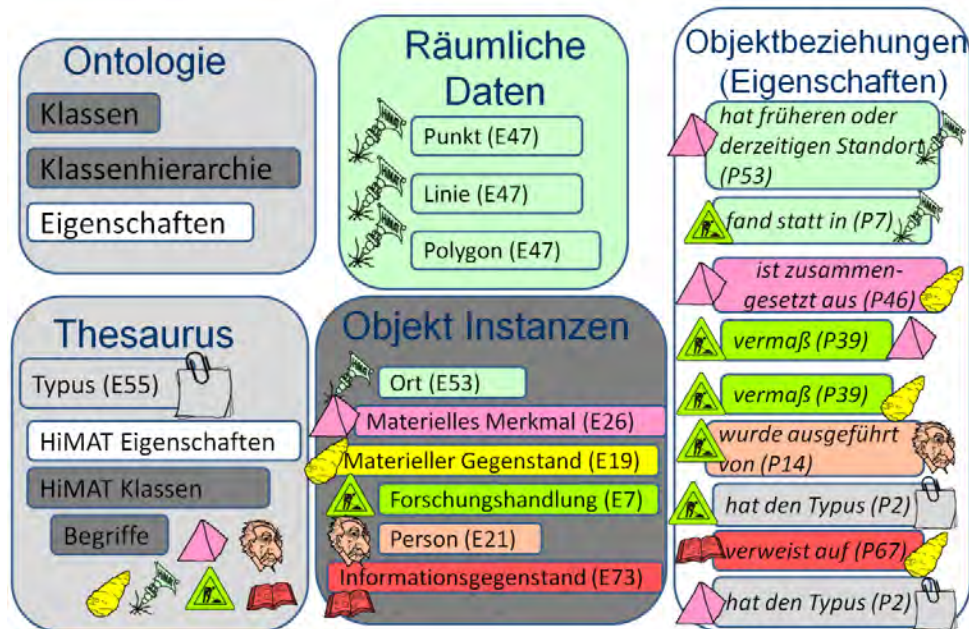 Ontologie
Klassen
Klassenhierarchie
Eigenschaften
Räumliche
Daten
Punkt (E47)
Linie (E47)
Polygon (E47)
Thesaurus
Typus (E55)
HiMAT Eigenschaften
HiMAT Klassen
Begriffe
Objekt Instanzen
Ort (E53)
Materielles Merkmal (E26)
Materieller Gegenstand (E19)
Forschungshandlung (E7)
Person (E21)
Informationsgegenstand (E73)
Objektbeziehungen
(Eigenschaften)
hat früheren oder
derzeitigen Standort
(P53)
fand statt in (P7)
ist zusammen-
gesetzt aus (P46)
vermaß (P39)
vermaß (P39)
wurde ausgeführt
von (P14)
hat den Typus (P2)
verweist auf (P67)
hat den Typus (P2)